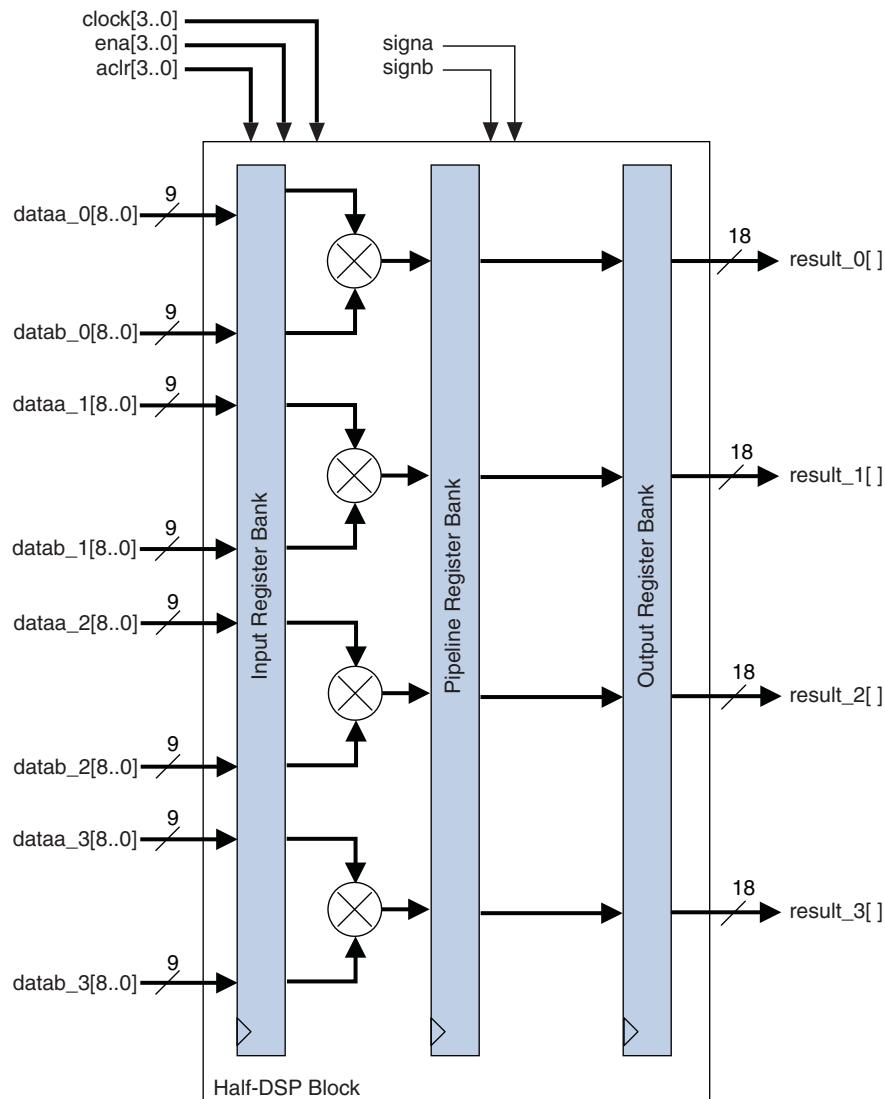 clock[3..0]
ena[3..0]
aclr[3..0]
signa
signb
dataa_0[8..0]
9
datab_0[8..0]
9
dataa_1[8..0]
9
datab_1[8..0]
9
dataa_2[8..0]
9
datab_2[8..0]
9
dataa_3[8..0]
9
datab_3[8..0]
9
Input Register Bank
Pipeline Register Bank
Output Register Bank
18
result_0[ ]
18
result_1[ ]
18
result_2[ ]
18
result_3[ ]
Half-DSP Block